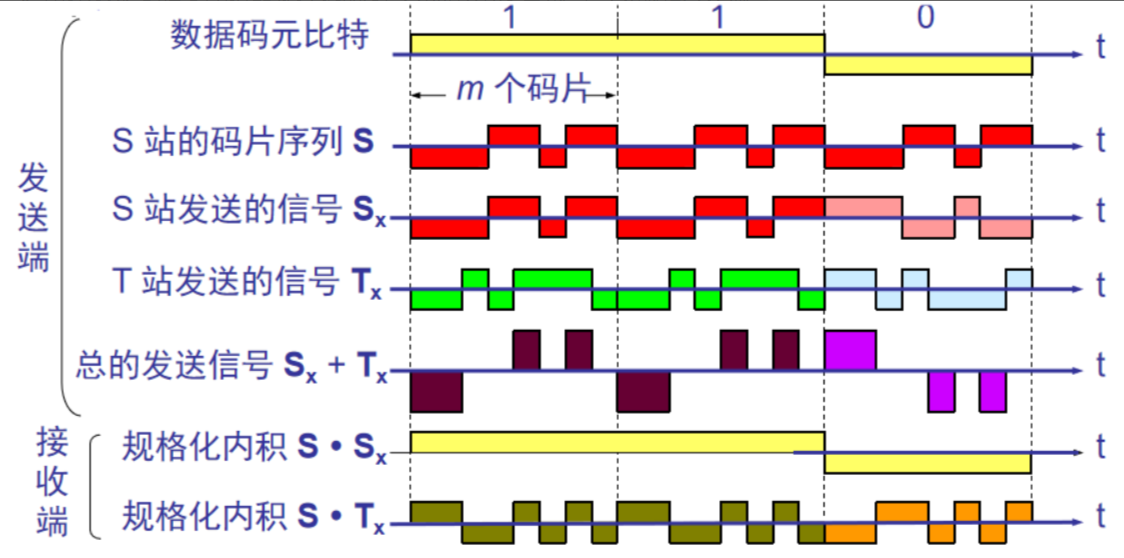 1 1 0
数据码元比特 t
m 个码片
S 站的码片序列 S t
S 站发送的信号 Sx t
T 站发送的信号 Tx t
总的发送信号 Sx + Tx t
发送端
规格化内积 S • Sx t
规格化内积 S • Tx t
接收端